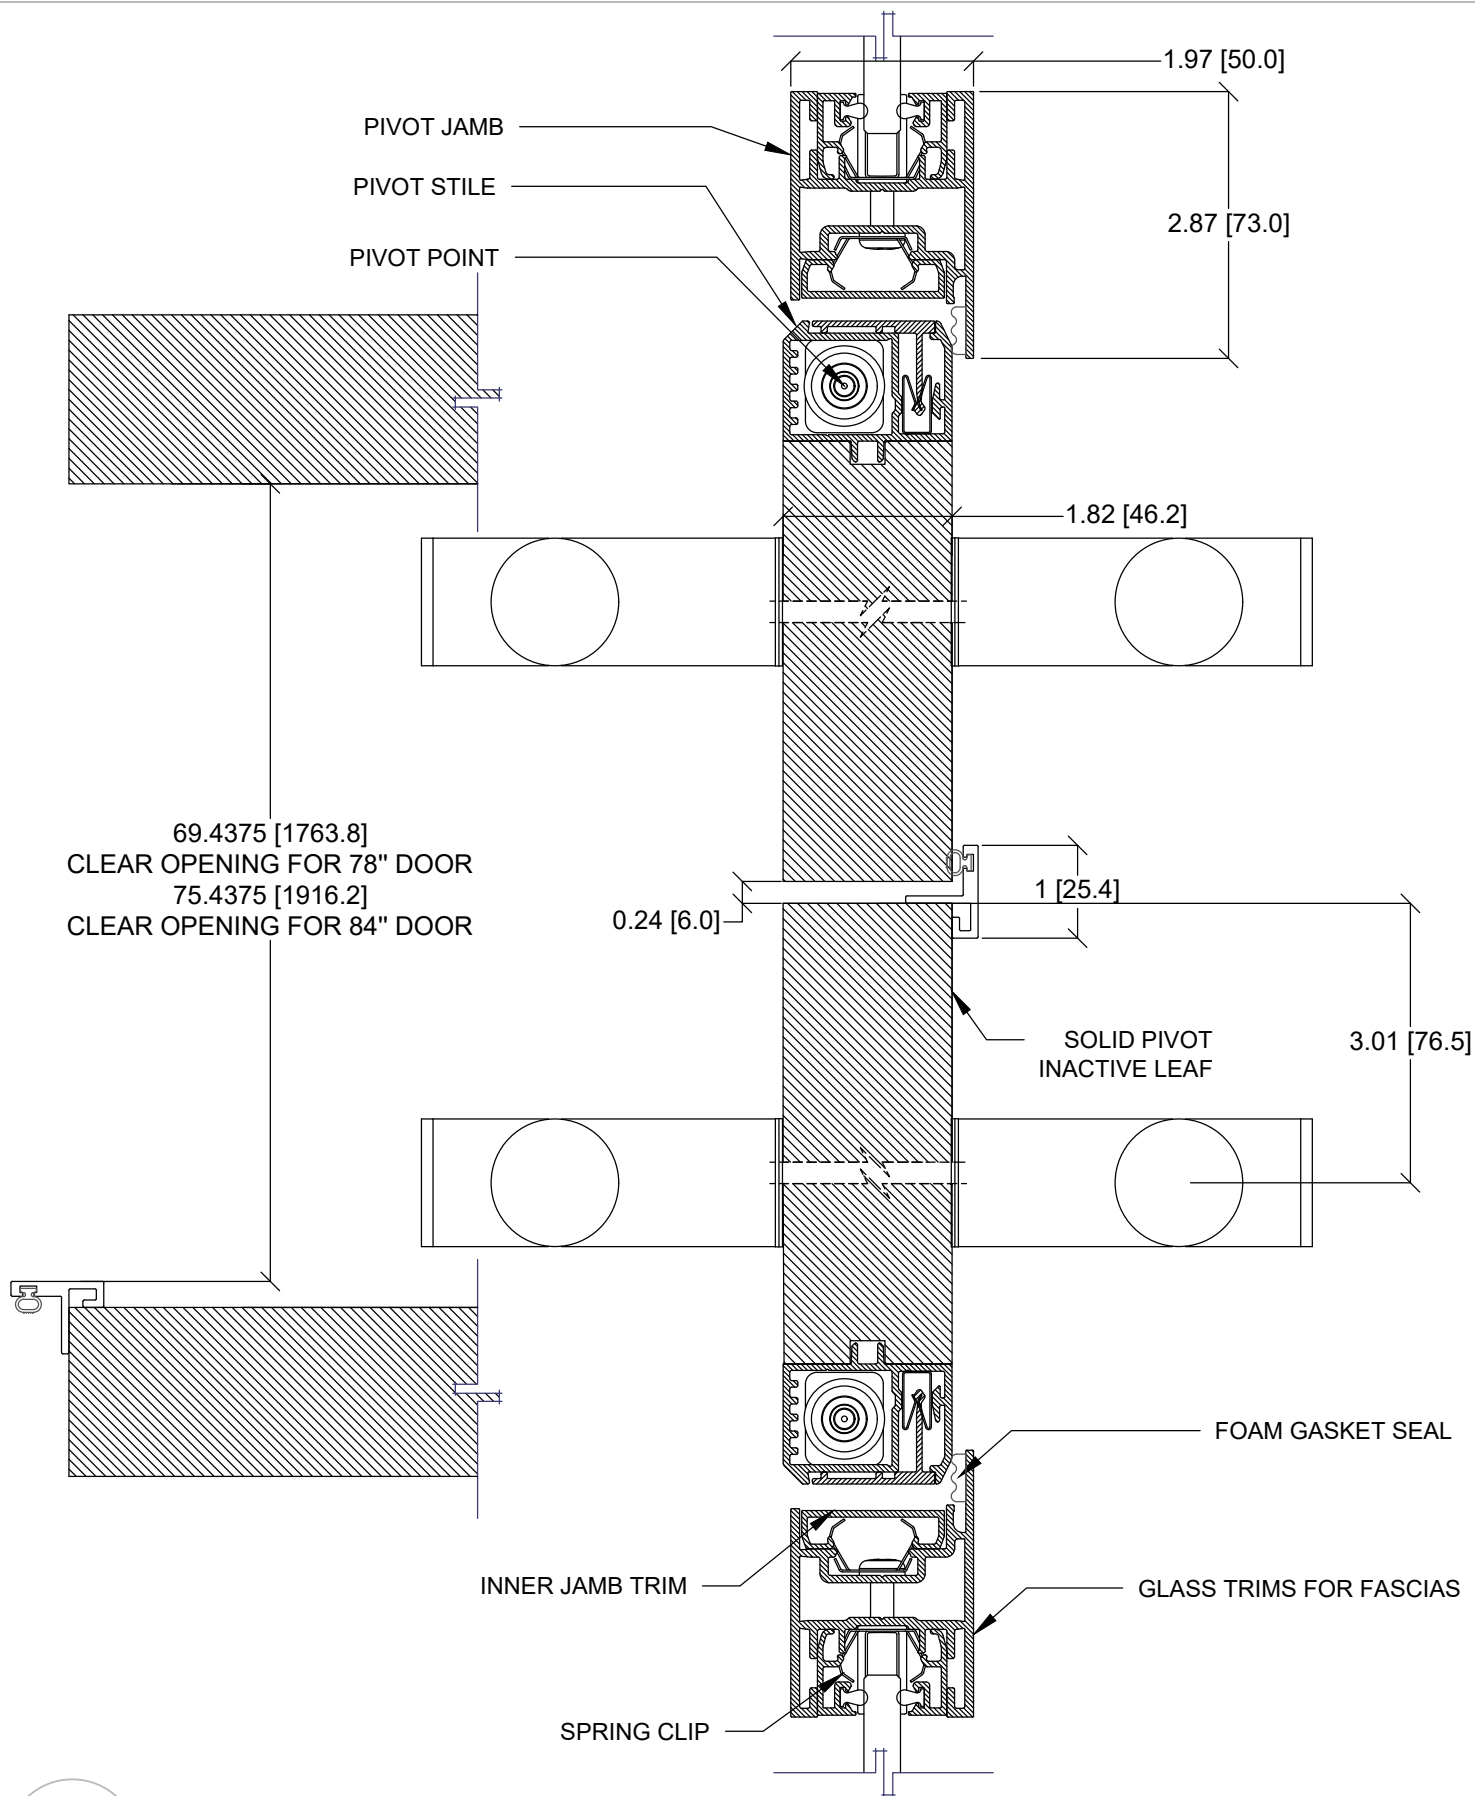 1.97 [50.0]
PIVOT JAMB
PIVOT STILE
2.87 [73.0]
PIVOT POINT
1.82 [46.2]
69.4375 [1763.8]
CLEAR OPENING FOR 78" DOOR
75.4375 [1916.2]
CLEAR OPENING FOR 84" DOOR
0.24 [6.0]
1 [25.4]
SOLID PIVOT
INACTIVE LEAF
3.01 [76.5]
FOAM GASKET SEAL
INNER JAMB TRIM
GLASS TRIMS FOR FASCIAS
SPRING CLIP